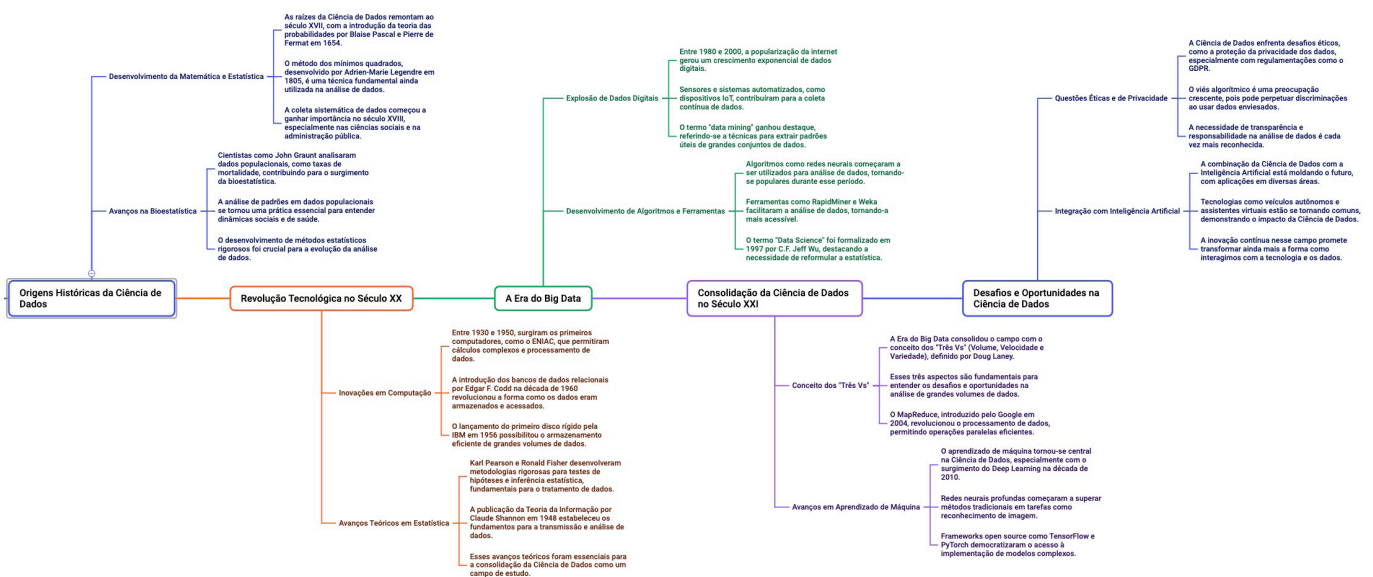 As raízes da Ciência de Dados remontam ao
século XVII, com a introdução da teoria das
probabilidades por Blaise Pascal e Pierre de
Fermat em 1654.
Desenvolvimento da Matemática e Estatística
O método dos mínimos quadrados,
desenvolvido por Adrien-Marie Legendre em
1805, é uma técnica fundamental ainda
utilizada na análise de dados.
A coleta sistemática de dados começou a
ganhar importância no século XVIII,
especialmente nas ciências sociais e na
administração pública.
Cientistas como John Graunt analisaram
dados populacionais, como taxas de
mortalidade, contribuindo para o surgimento
da bioestatística.
Avanços na Bioestatística
A análise de padrões em dados populacionais
se tornou uma prática essencial para entender
dinâmicas sociais e de saúde.
O desenvolvimento de métodos estatísticos
rigorosos foi crucial para a evolução da análise
de dados.
Origens Históricas da Ciência de
Dados
Revolução Tecnológica no Século XX
Entre 1930 e 1950, surgiram os primeiros
computadores, como o ENIAC, que permitiram
cálculos complexos e processamento de
dados.
Inovações em Computação
A introdução dos bancos de dados relacionais
por Edgar F. Codd na década de 1960
revolucionou a forma como os dados eram
armazenados e acessados.
O lançamento do primeiro disco rígido pela
IBM em 1956 possibilitou o armazenamento
eficiente de grandes volumes de dados.
Karl Pearson e Ronald Fisher desenvolveram
metodologias rigorosas para testes de
hipóteses e inferência estatística,
fundamentais para o tratamento de dados.
Avanços Teóricos em Estatística
A publicação da Teoria da Informação por
Claude Shannon em 1948 estabeleceu os
fundamentos para a transmissão e análise de
dados.
Esses avanços teóricos foram essenciais para
a consolidação da Ciência de Dados como um
campo de estudo.
A Era do Big Data
Entre 1980 e 2000, a popularização da internet
gerou um crescimento exponencial de dados
digitais.
Explosão de Dados Digitais
Sensores e sistemas automatizados, como
dispositivos IoT, contribuíram para a coleta
contínua de dados.
O termo "data mining" ganhou destaque,
referindo-se a técnicas para extrair padrões
úteis de grandes conjuntos de dados.
Algoritmos como redes neurais começaram a
ser utilizados para análise de dados, tornando-
se populares durante esse período.
Desenvolvimento de Algoritmos e Ferramentas
Ferramentas como RapidMiner e Weka
facilitaram a análise de dados, tornando-a
mais acessível.
O termo "Data Science" foi formalizado em
1997 por C.F. Jeff Wu, destacando a
necessidade de reformular a estatística.
Consolidação da Ciência de Dados
no Século XXI
A Era do Big Data consolidou o campo com o
conceito dos "Três Vs" (Volume, Velocidade e
Variedade), definido por Doug Laney.
Conceito dos "Três Vs"
Esses três aspectos são fundamentais para
entender os desafios e oportunidades na
análise de grandes volumes de dados.
O MapReduce, introduzido pelo Google em
2004, revolucionou o processamento de dados,
permitindo operações paralelas eficientes.
O aprendizado de máquina tornou-se central
na Ciência de Dados, especialmente com o
surgimento do Deep Learning na década de
2010.
Avanços em Aprendizado de Máquina
Redes neurais profundas começaram a superar
métodos tradicionais em tarefas como
reconhecimento de imagem.
Frameworks open source como TensorFlow e
PyTorch democratizaram o acesso à
implementação de modelos complexos.
Desafios e Oportunidades na
Ciência de Dados
A Ciência de Dados enfrenta desafios éticos,
como a proteção da privacidade dos dados,
especialmente com regulamentações como o
GDPR.
Questões Éticas e de Privacidade
O viés algorítmico é uma preocupação
crescente, pois pode perpetuar discriminações
ao usar dados enviesados.
A necessidade de transparência e
responsabilidade na análise de dados é cada
vez mais reconhecida.
A combinação da Ciência de Dados com a
Inteligência Artificial está moldando o futuro,
com aplicações em diversas áreas.
Integração com Inteligência Artificial
Tecnologias como veículos autônomos e
assistentes virtuais estão se tornando comuns,
demonstrando o impacto da Ciência de Dados.
A inovação contínua nesse campo promete
transformar ainda mais a forma como
interagimos com a tecnologia e os dados.